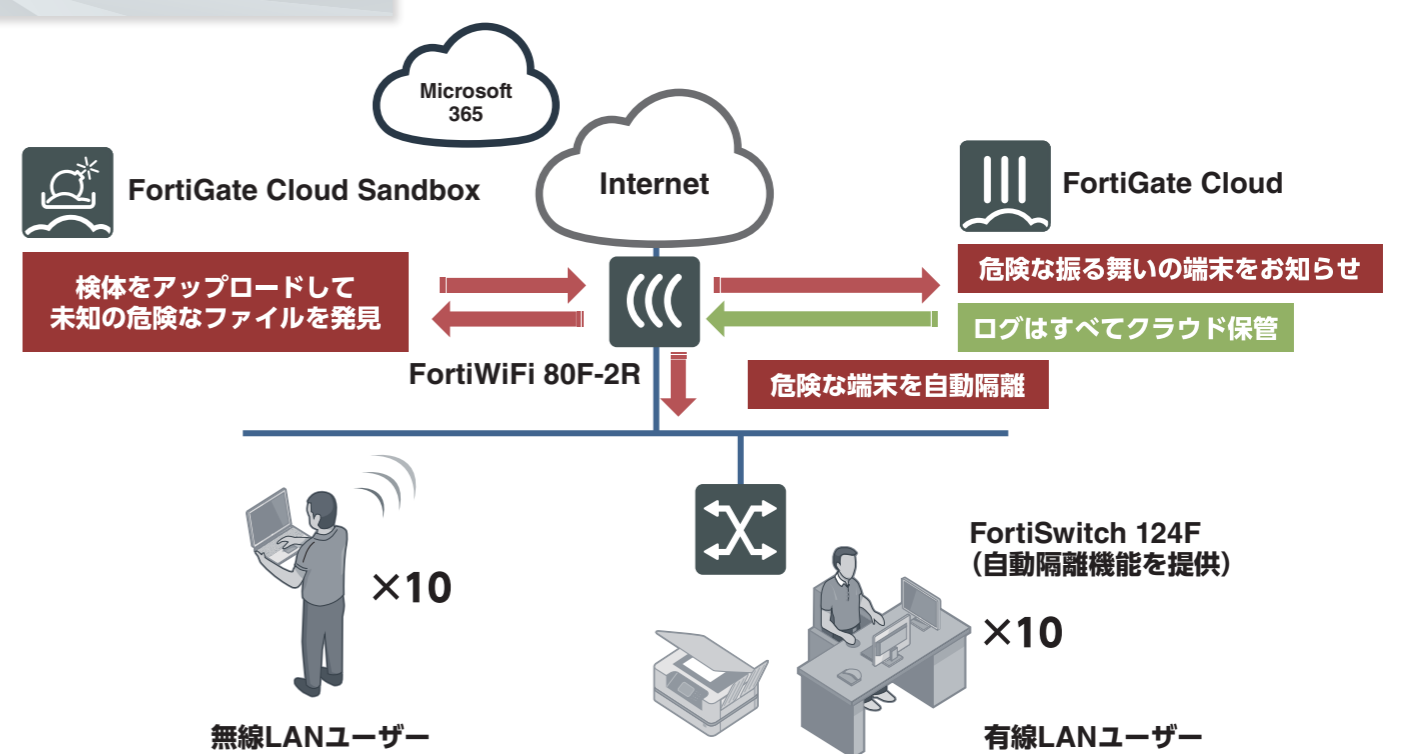 Microsoft
365
Internet
FortiGate Cloud Sandbox
FortiGate Cloud
検体をアップロードして
未知の危険なファイルを発見
危険な振る舞いの端末をお知らせ
ログはすべてクラウド保管
FortiWiFi 80F-2R
危険な端末を自動隔離
FortiSwitch 124F
（自動隔離機能を提供）
×10
×10
無線LANユーザー
有線LANユーザー